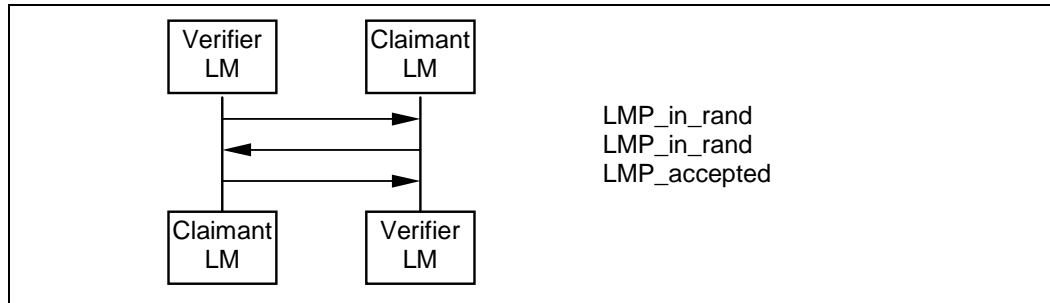 Verifier Claimant
LM LM
LMP_in_rand
LMP_in_rand
LMP_accepted
Claimant Verifier
LM LM